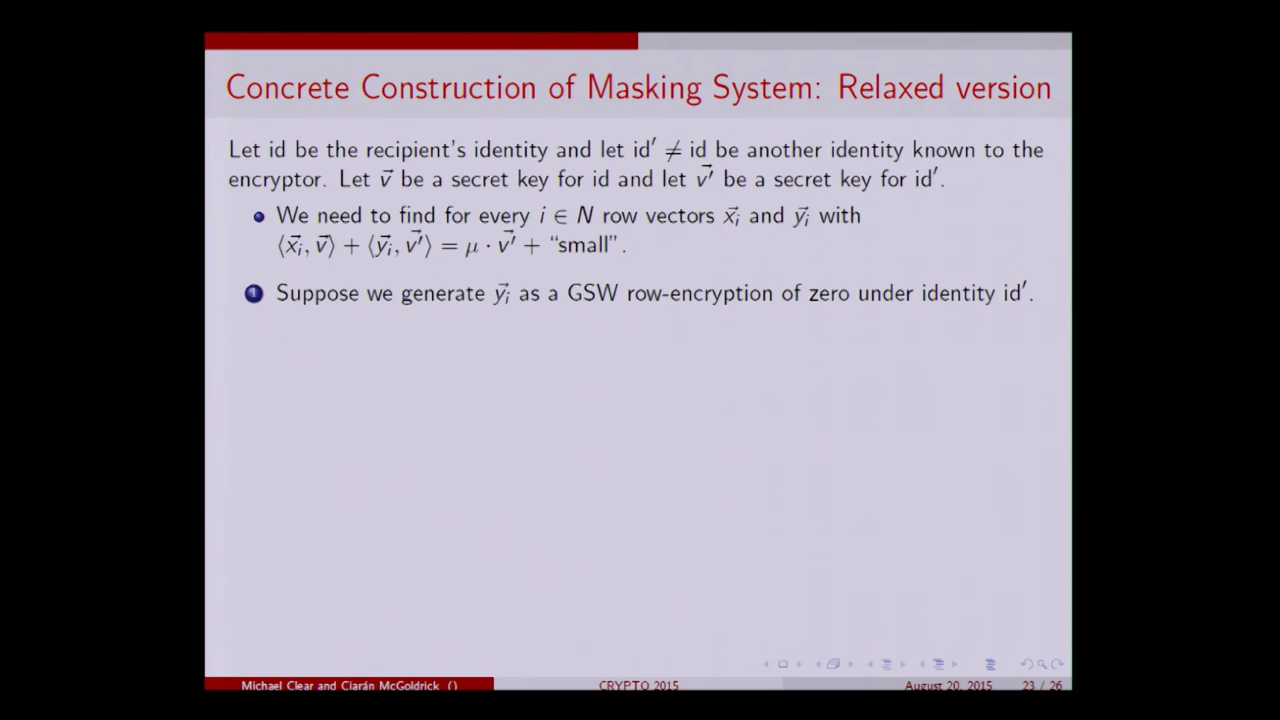 Concrete Construction of Masking System: Relaxed version
Let id be the recipient's identity and let id′ ≠ id be another identity known to the
encryptor. Let v⃗ be a secret key for id and let v⃗′ be a secret key for id′.
• We need to find for every i ∈ N row vectors x⃗ᵢ and y⃗ᵢ with
⟨x⃗ᵢ, v⃗⟩ + ⟨y⃗ᵢ, v⃗′⟩ = μ · v⃗′ + “small”.
1 Suppose we generate y⃗ᵢ as a GSW row-encryption of zero under identity id′.
Michael Clear and Ciarán McGoldrick () CRYPTO 2015 August 20, 2015 23 / 26